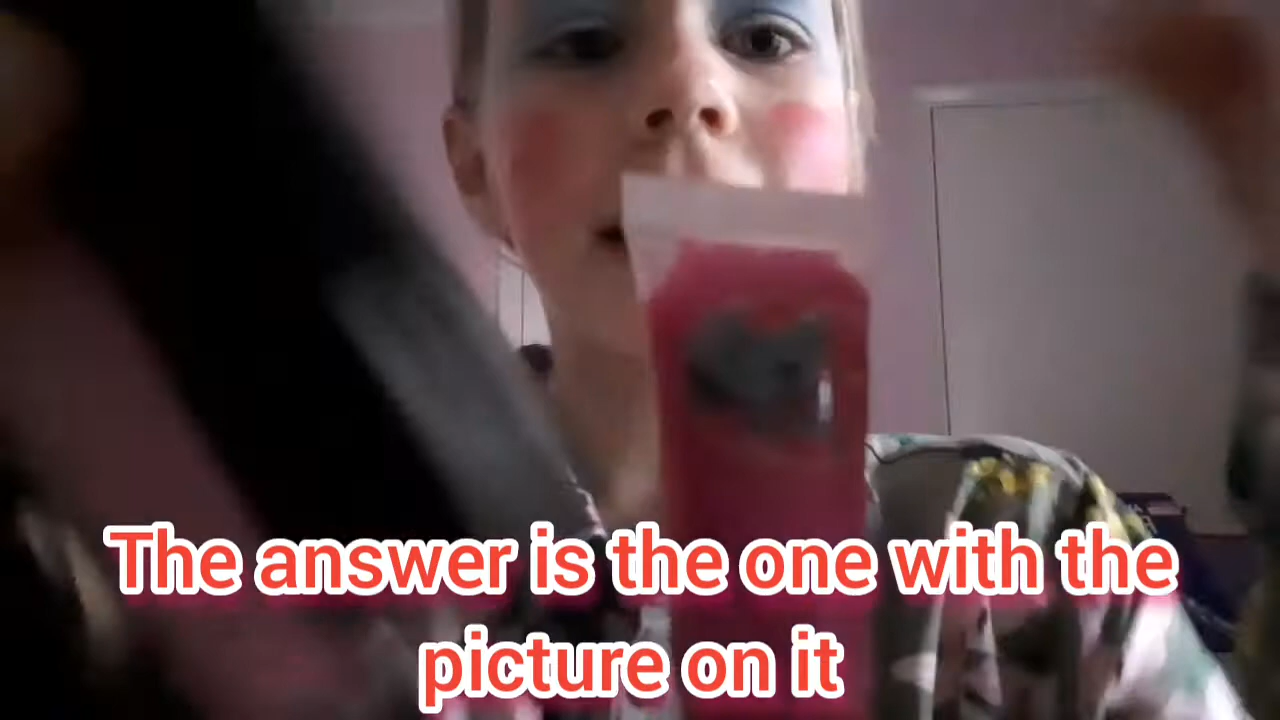 The answer is the one with the
picture on it